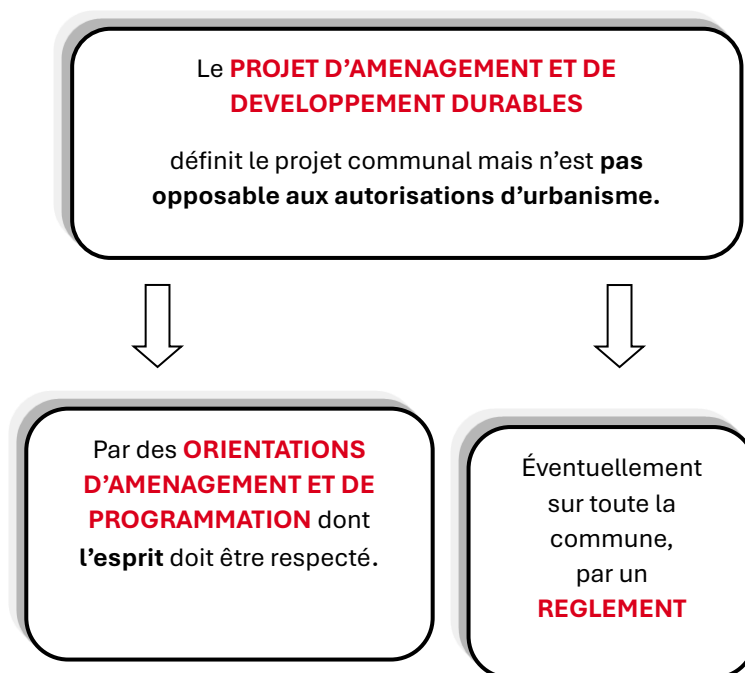 Le PROJET D’AMENAGEMENT ET DE
DEVELOPPEMENT DURABLES
définit le projet communal mais n’est pas
opposable aux autorisations d’urbanisme.
Par des ORIENTATIONS
D’AMENAGEMENT ET DE
PROGRAMMATION dont
l’esprit doit être respecté.
Éventuellement
sur toute la
commune,
par un
REGLEMENT